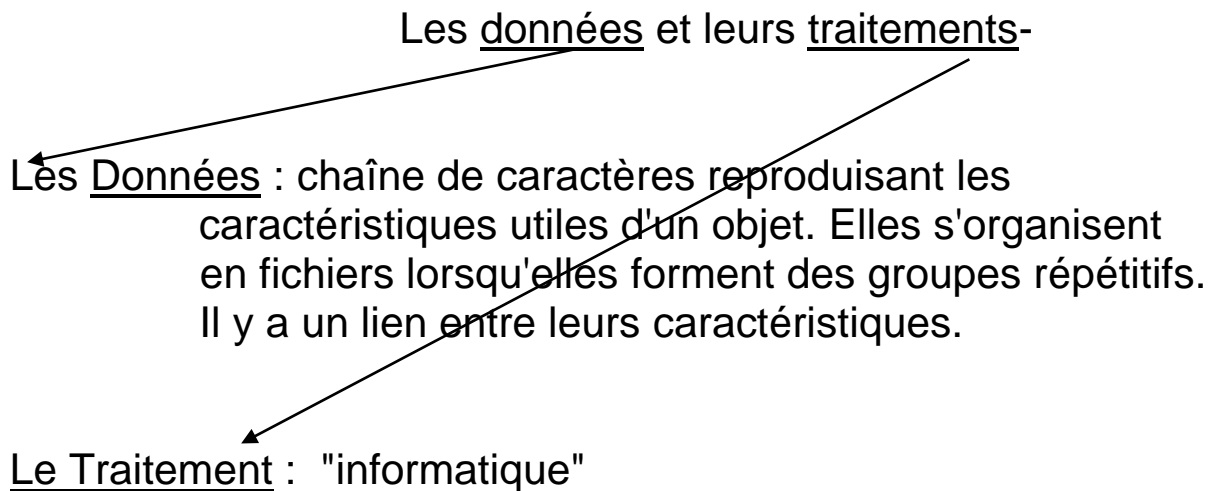 Les données et leurs traitements-
Les Données : chaîne de caractères reproduisant les
caractéristiques utiles d'un objet. Elles s'organisent
en fichiers lorsqu'elles forment des groupes répétitifs.
Il y a un lien entre leurs caractéristiques.
Le Traitement : "informatique"